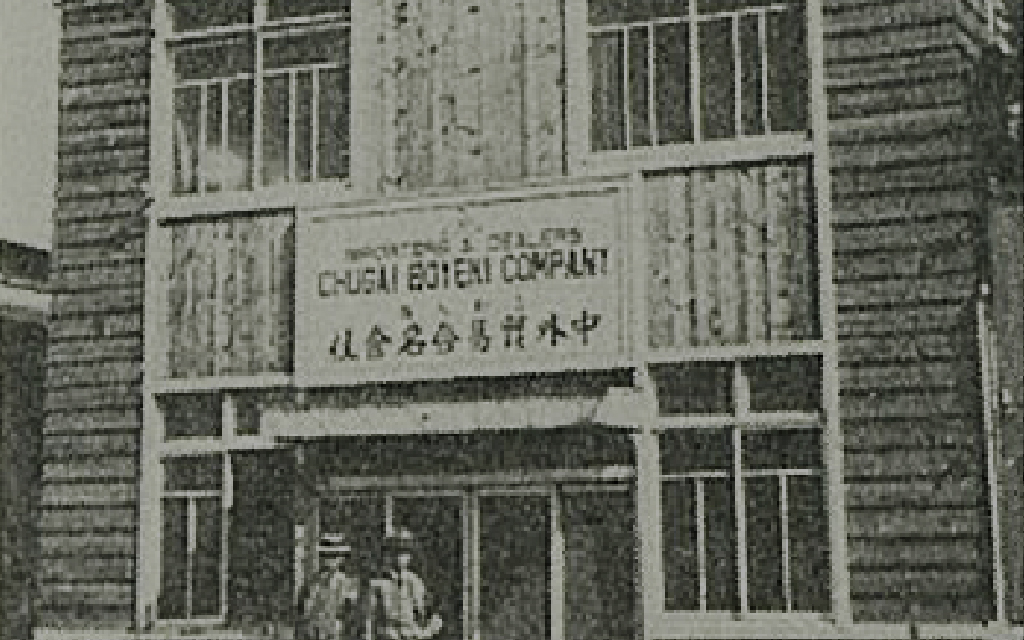 IMPORTERS & DEALERS
CHUGAI BOYEKI COMPANY
中外貿易合名會社